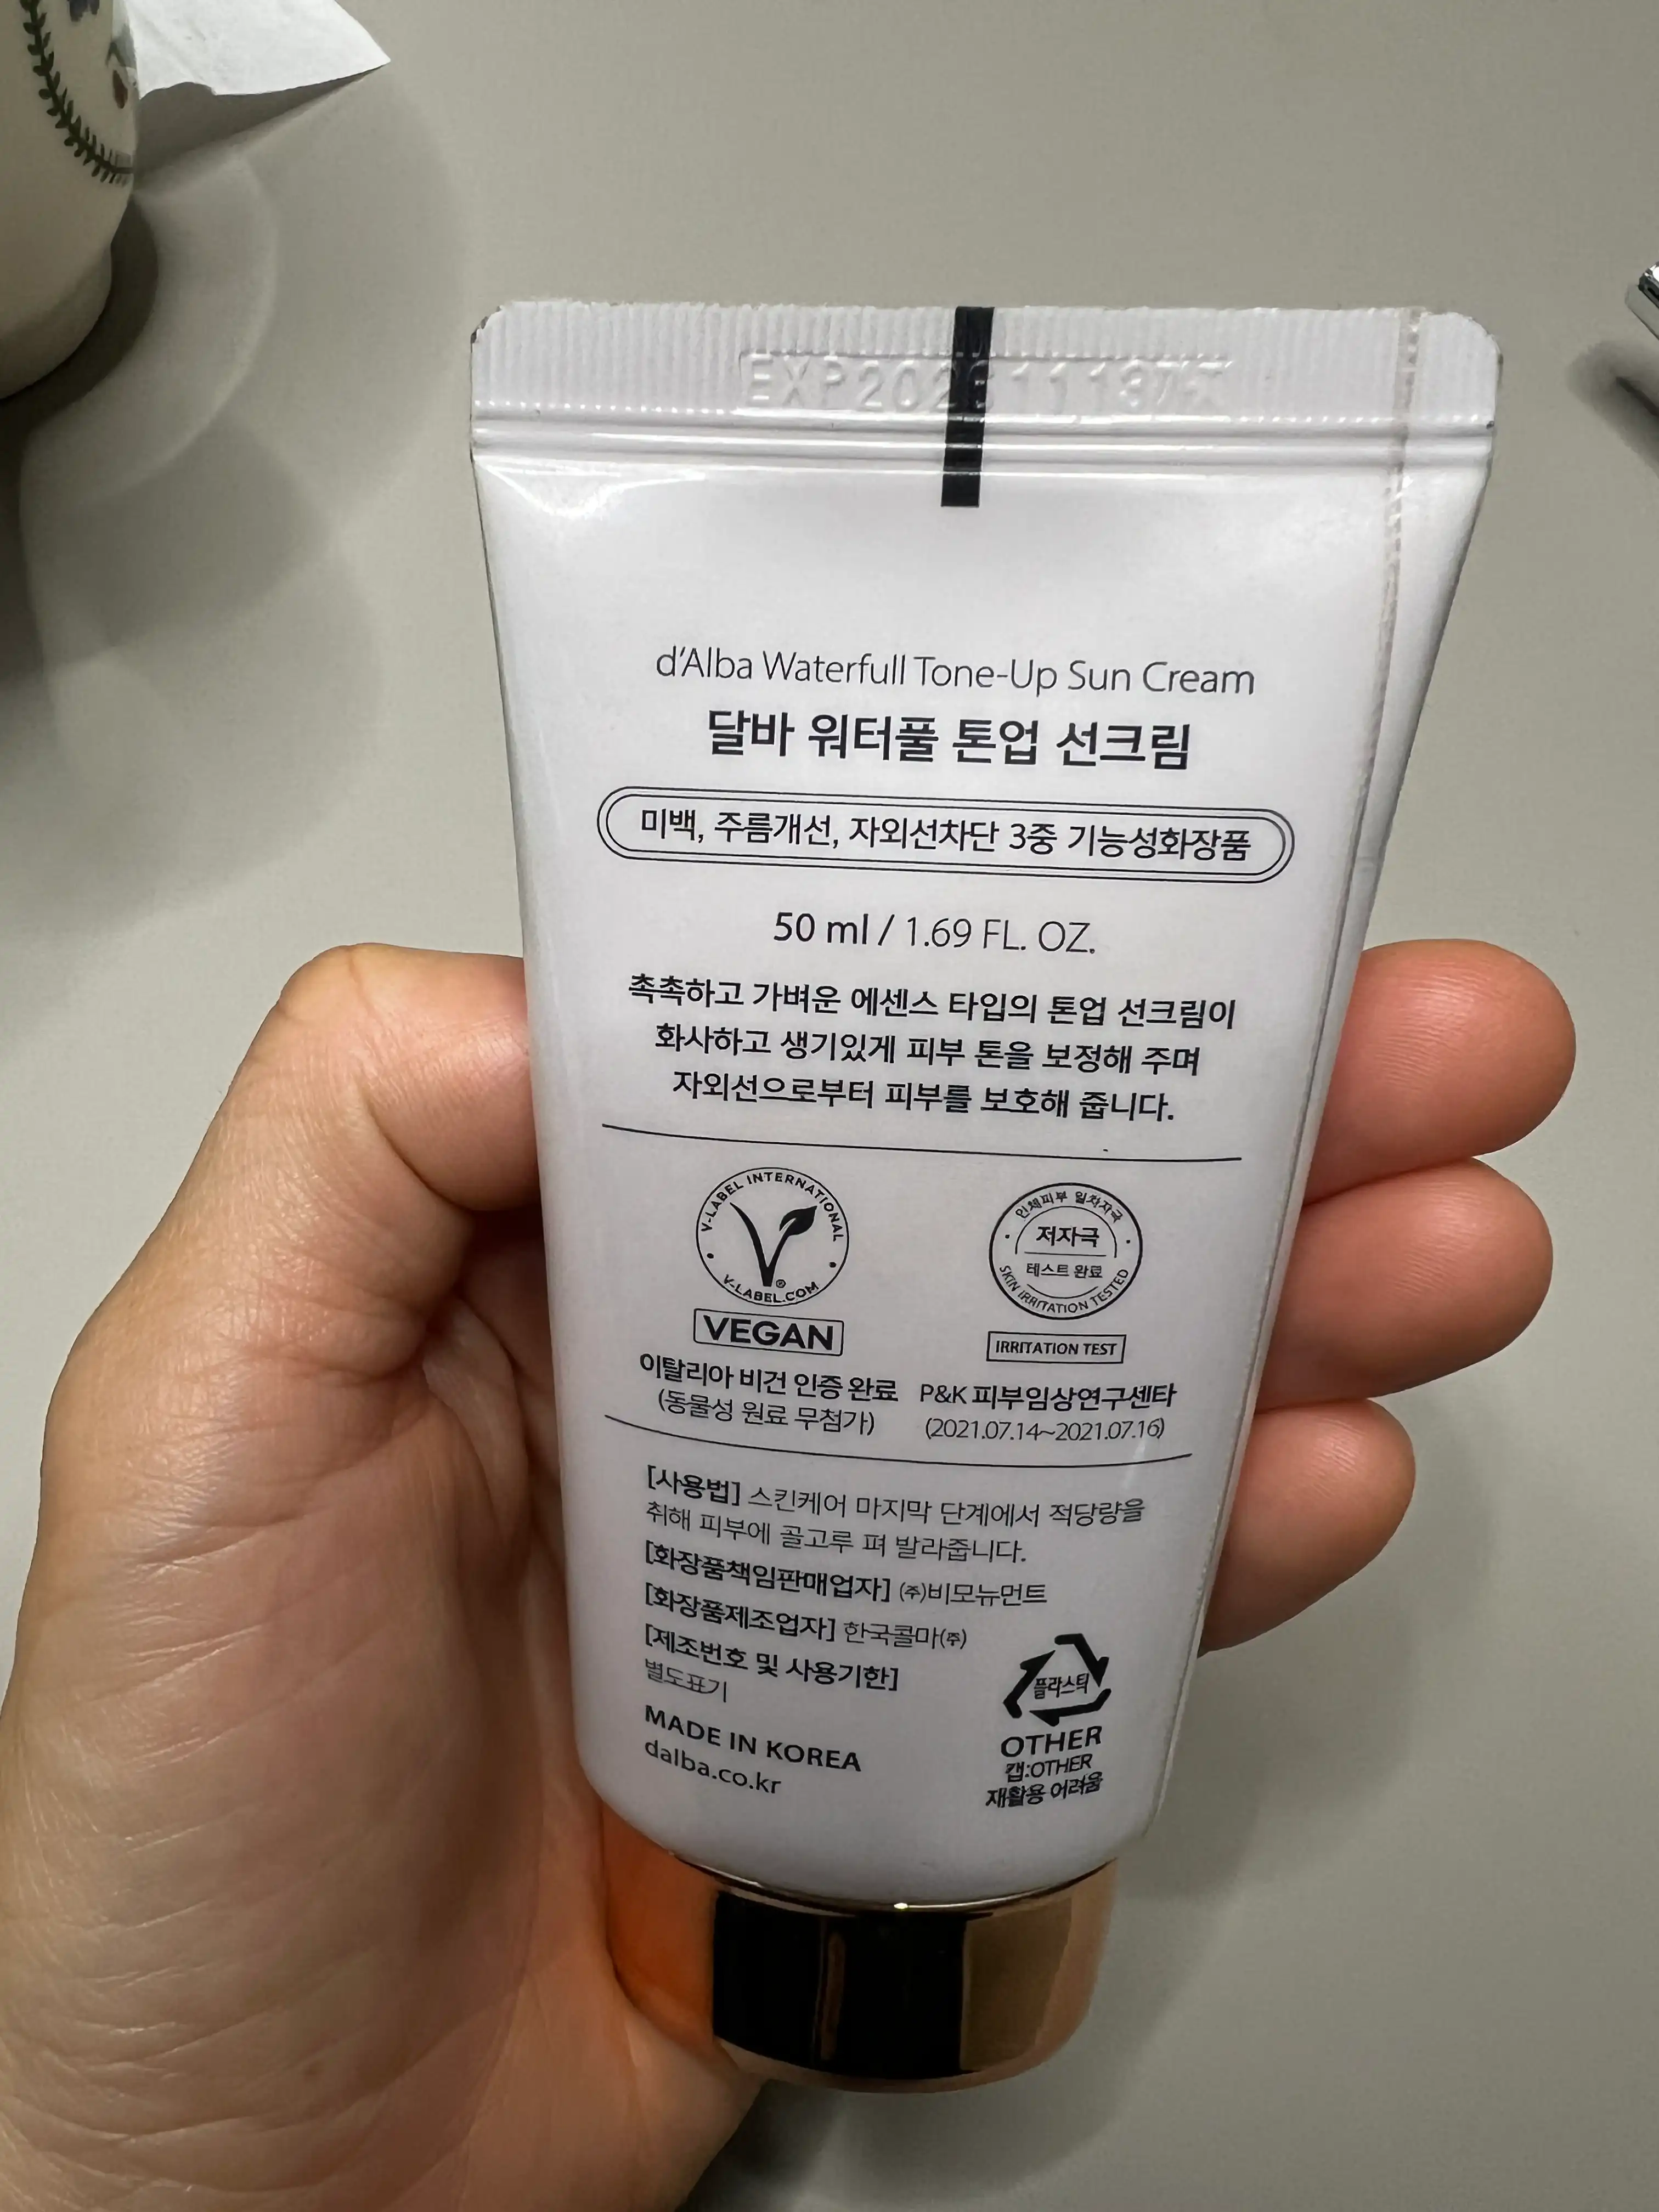 d'Alba Waterfull Tone-Up Sun Cream
달바 워터풀 톤업 선크림
미백, 주름개선, 자외선차단 3중 기능성화장품
50 ml / 1.69 FL. OZ.
촉촉하고 가벼운 에센스 타입의 톤업 선크림이
화사하고 생기있게 피부 톤을 보정해 주며
자외선으로부터 피부를 보호해 줍니다.
V-LABEL INTERNATIONAL
V-LABEL.COM
®
VEGAN
이탈리아 비건 인증 완료
(동물성 원료 무첨가)
인체피부 일차자극
저자극
테스트 완료
SKIN IRRITATION TESTED
IRRITATION TEST
P&K 피부임상연구센타
(2021.07.14~2021.07.16)
[사용법] 스킨케어 마지막 단계에서 적당량을
취해 피부에 골고루 펴 발라줍니다.
[화장품책임판매업자] (주)비모뉴먼트
[화장품제조업자] 한국콜마(주)
[제조번호 및 사용기한]
별도표기
MADE IN KOREA
dalba.co.kr
플라스틱
OTHER
캡:OTHER
재활용 어려움